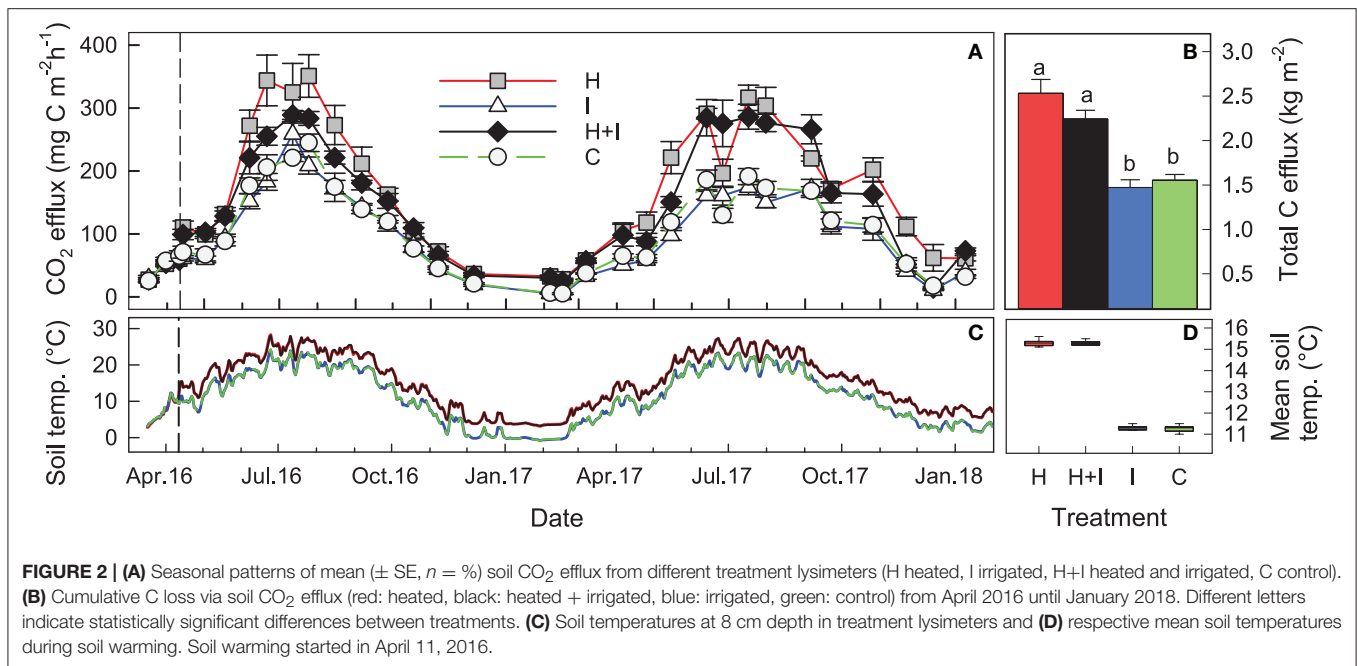 A
400
300
200
100
0
CO2 efflux (mg C m-2h-1)
H
I
H+I
C
B
3.0
2.5
2.0
1.5
1.0
0.5
Total C efflux (kg m-2)
a
a
b
b
C
30
20
10
0
Soil temp. (°C)
Apr.16 Jul.16 Oct.16 Jan.17 Apr.17 Jul.17 Oct.17 Jan.18
Date
D
16
15
14
13
12
11
Mean soil
temp. (°C)
H H+I I C
Treatment
FIGURE 2 | (A) Seasonal patterns of mean (± SE, n = %) soil CO2 efflux from different treatment lysimeters (H heated, I irrigated, H+I heated and irrigated, C control).
(B) Cumulative C loss via soil CO2 efflux (red: heated, black: heated + irrigated, blue: irrigated, green: control) from April 2016 until January 2018. Different letters
indicate statistically significant differences between treatments. (C) Soil temperatures at 8 cm depth in treatment lysimeters and (D) respective mean soil temperatures
during soil warming. Soil warming started in April 11, 2016.